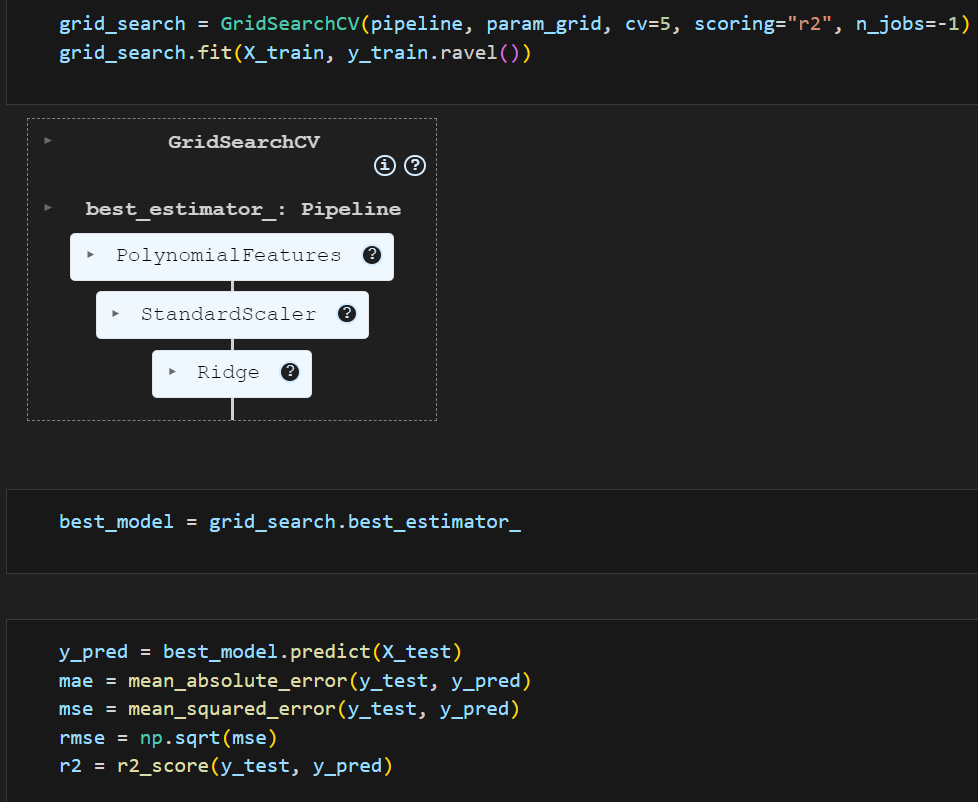 grid_search = GridSearchCV(pipeline, param_grid, cv=5, scoring="r2", n_jobs=-1)
grid_search.fit(X_train, y_train.ravel())
GridSearchCV
i ?
best_estimator_: Pipeline
PolynomialFeatures ?
StandardScaler ?
Ridge ?
best_model = grid_search.best_estimator_
y_pred = best_model.predict(X_test)
mae = mean_absolute_error(y_test, y_pred)
mse = mean_squared_error(y_test, y_pred)
rmse = np.sqrt(mse)
r2 = r2_score(y_test, y_pred)